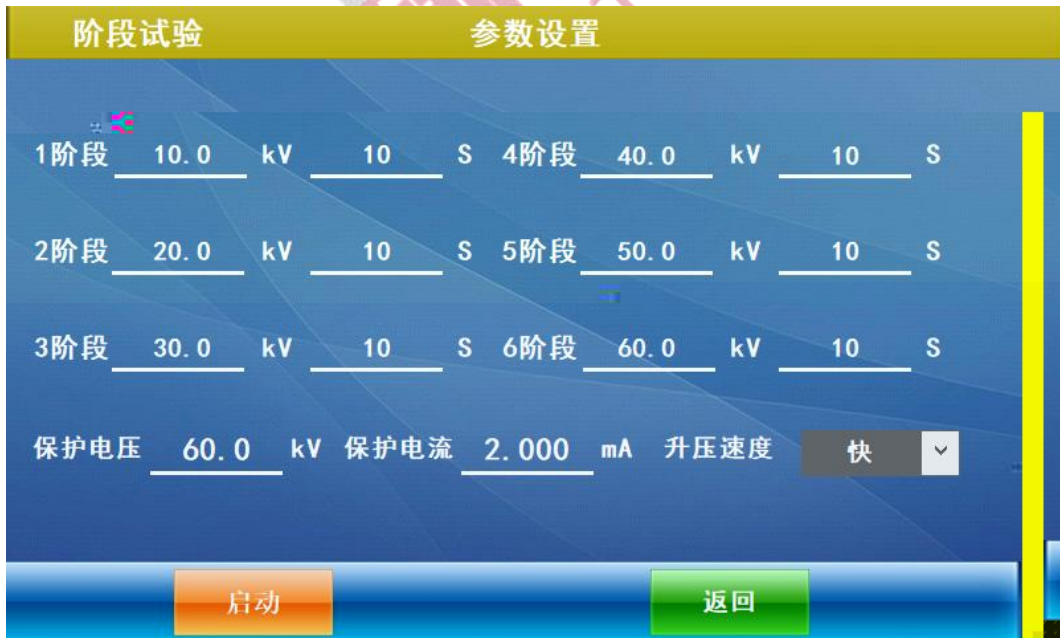 阶段试验 参数设置
1阶段 10.0 kV 10 S 4阶段 40.0 kV 10 S
2阶段 20.0 kV 10 S 5阶段 50.0 kV 10 S
3阶段 30.0 kV 10 S 6阶段 60.0 kV 10 S
保护电压 60.0 kV 保护电流 2.000 mA 升压速度 快
启动 返回